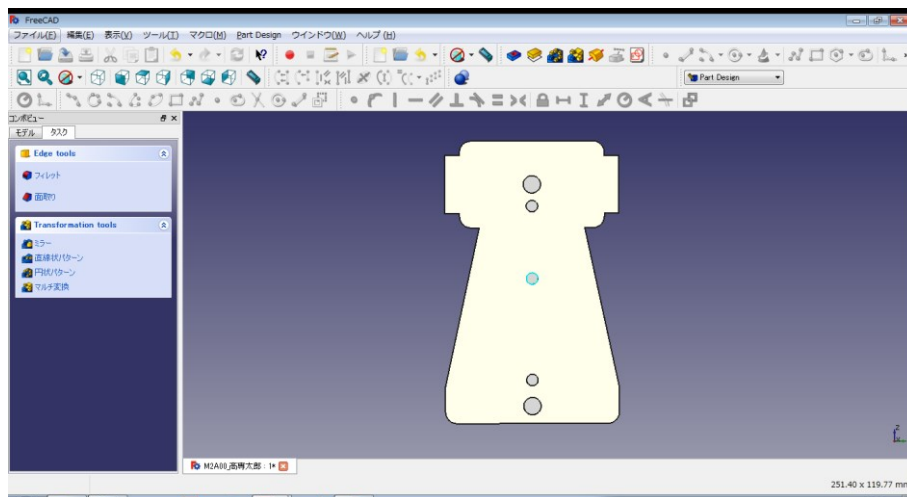 FreeCAD
ファイル(F) 編集(E) 表示(V) ツール(T) マクロ(M) Part Design ウインドウ(W) ヘルプ(H)
Part Design
コンボビュー
モデル タスク
Edge tools
フィレット
面取り
Transformation tools
ミラー
直線状パターン
円状パターン
マルチ変換
M2A00_高専太郎 : 1*
251.40 x 119.77 mm